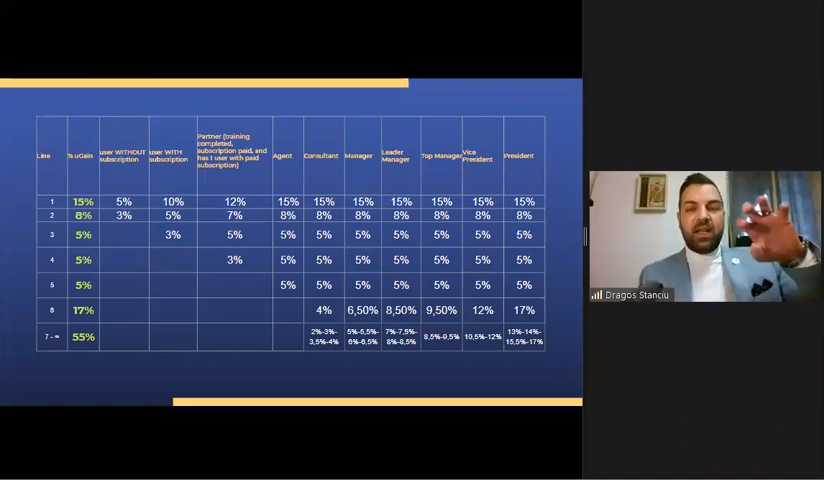 Line
% uGain
user WITHOUT
subscription
user WITH
subscription
Partner (training
completed,
subscription paid, and
has 1 user with paid
subscription)
Agent
Consultant
Manager
Leader
Manager
Top Manager
Vice
President
President
1 15% 5% 10% 12% 15% 15% 15% 15% 15% 15% 15%
2 8% 3% 5% 7% 8% 8% 8% 8% 8% 8% 8%
3 5% 3% 5% 5% 5% 5% 5% 5% 5% 5%
4 5% 3% 5% 5% 5% 5% 5% 5% 5%
5 5% 5% 5% 5% 5% 5% 5% 5%
6 17% 4% 6,50% 8,50% 9,50% 12% 17%
7 - ∞ 55%
2%-3%-
3,5%-4%
5%-5,5%-
6%-6,5%
7%-7,5%-
8%-8,5%
8,5%-9,5%
10,5%-12%
13%-14%-
15,5%-17%
Dragos Stanciu